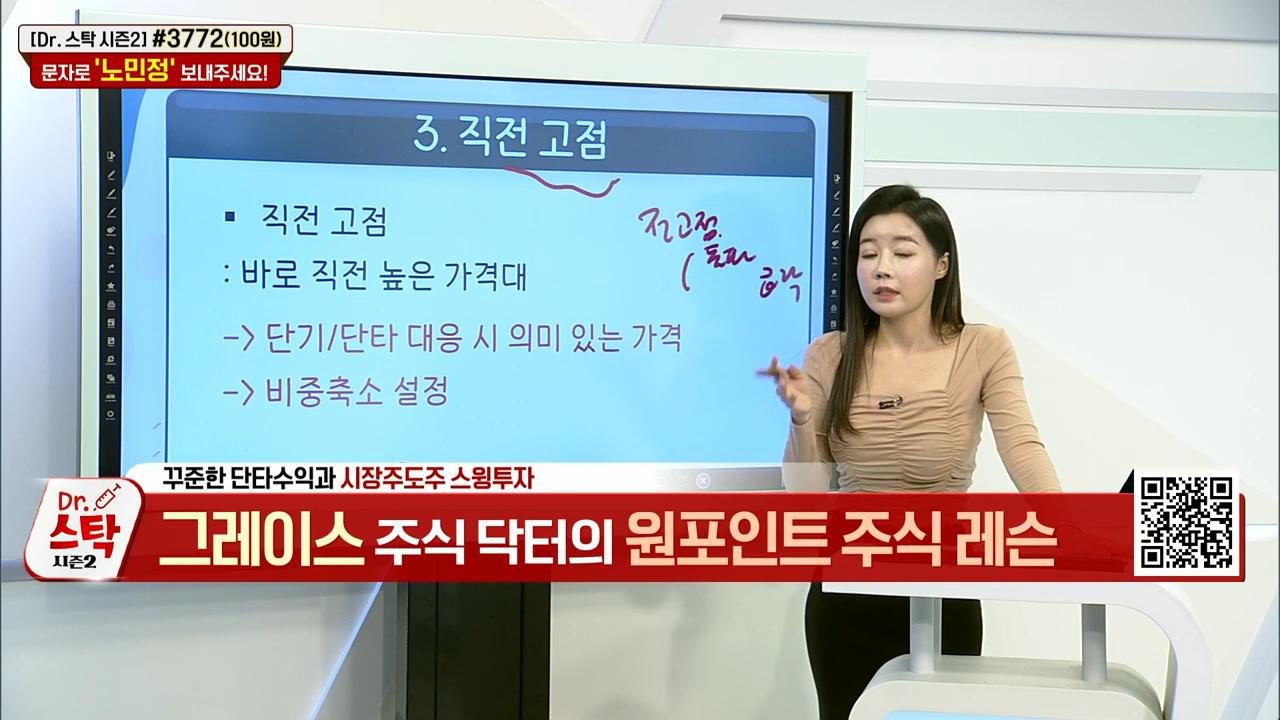 [Dr. 스탁 시즌2] #3772(100원)
문자로 '노민정' 보내주세요!
3. 직전 고점
▪ 직전 고점
: 바로 직전 높은 가격대
-> 단기/단타 대응 시 의미 있는 가격
-> 비중축소 설정
전고점.
( 돌파
급락
꾸준한 단타수익과 시장주도주 스윙투자
Dr.
스탁
시즌2
그레이스 주식 닥터의 원포인트 주식 레슨